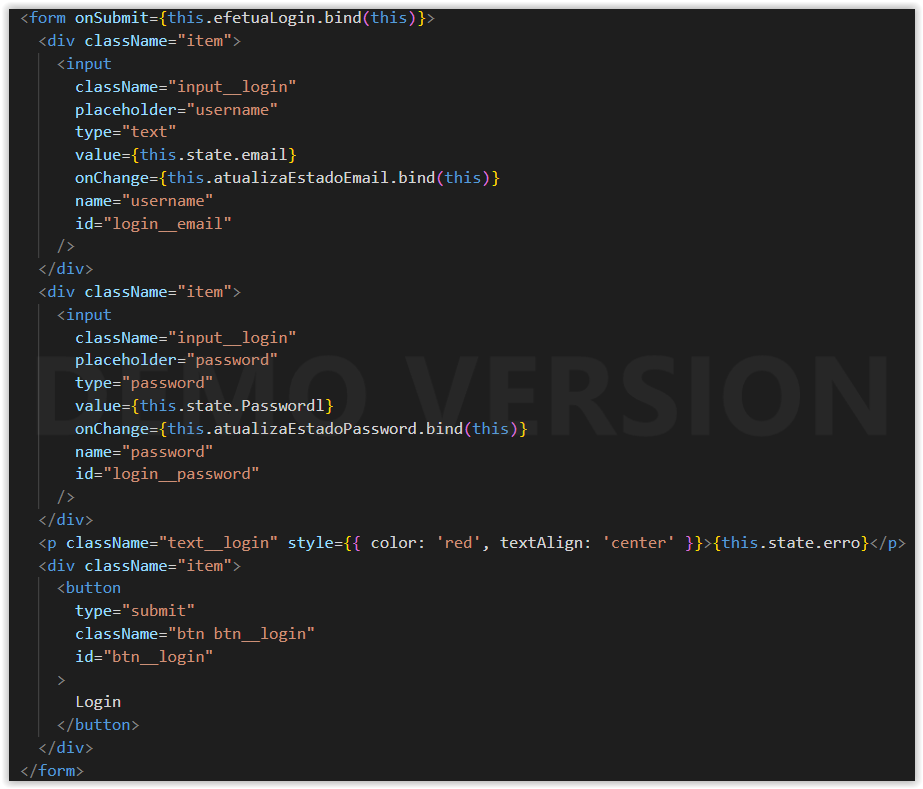 <form onSubmit={this.efetuaLogin.bind(this)}>
<div className="item">
<input
className="input__login"
placeholder="username"
type="text"
value={this.state.email}
onChange={this.atualizaEstadoEmail.bind(this)}
name="username"
id="login__email"
/>
</div>
<div className="item">
<input
className="input__login"
placeholder="password"
type="password"
value={this.state.Passwordl}
onChange={this.atualizaEstadoPassword.bind(this)}
name="password"
id="login__password"
/>
</div>
<p className="text__login" style={{ color: 'red', textAlign: 'center' }}>{this.state.erro}</p>
<div className="item">
<button
type="submit"
className="btn btn__login"
id="btn__login"
>
Login
</button>
</div>
</form>
DEMO VERSION